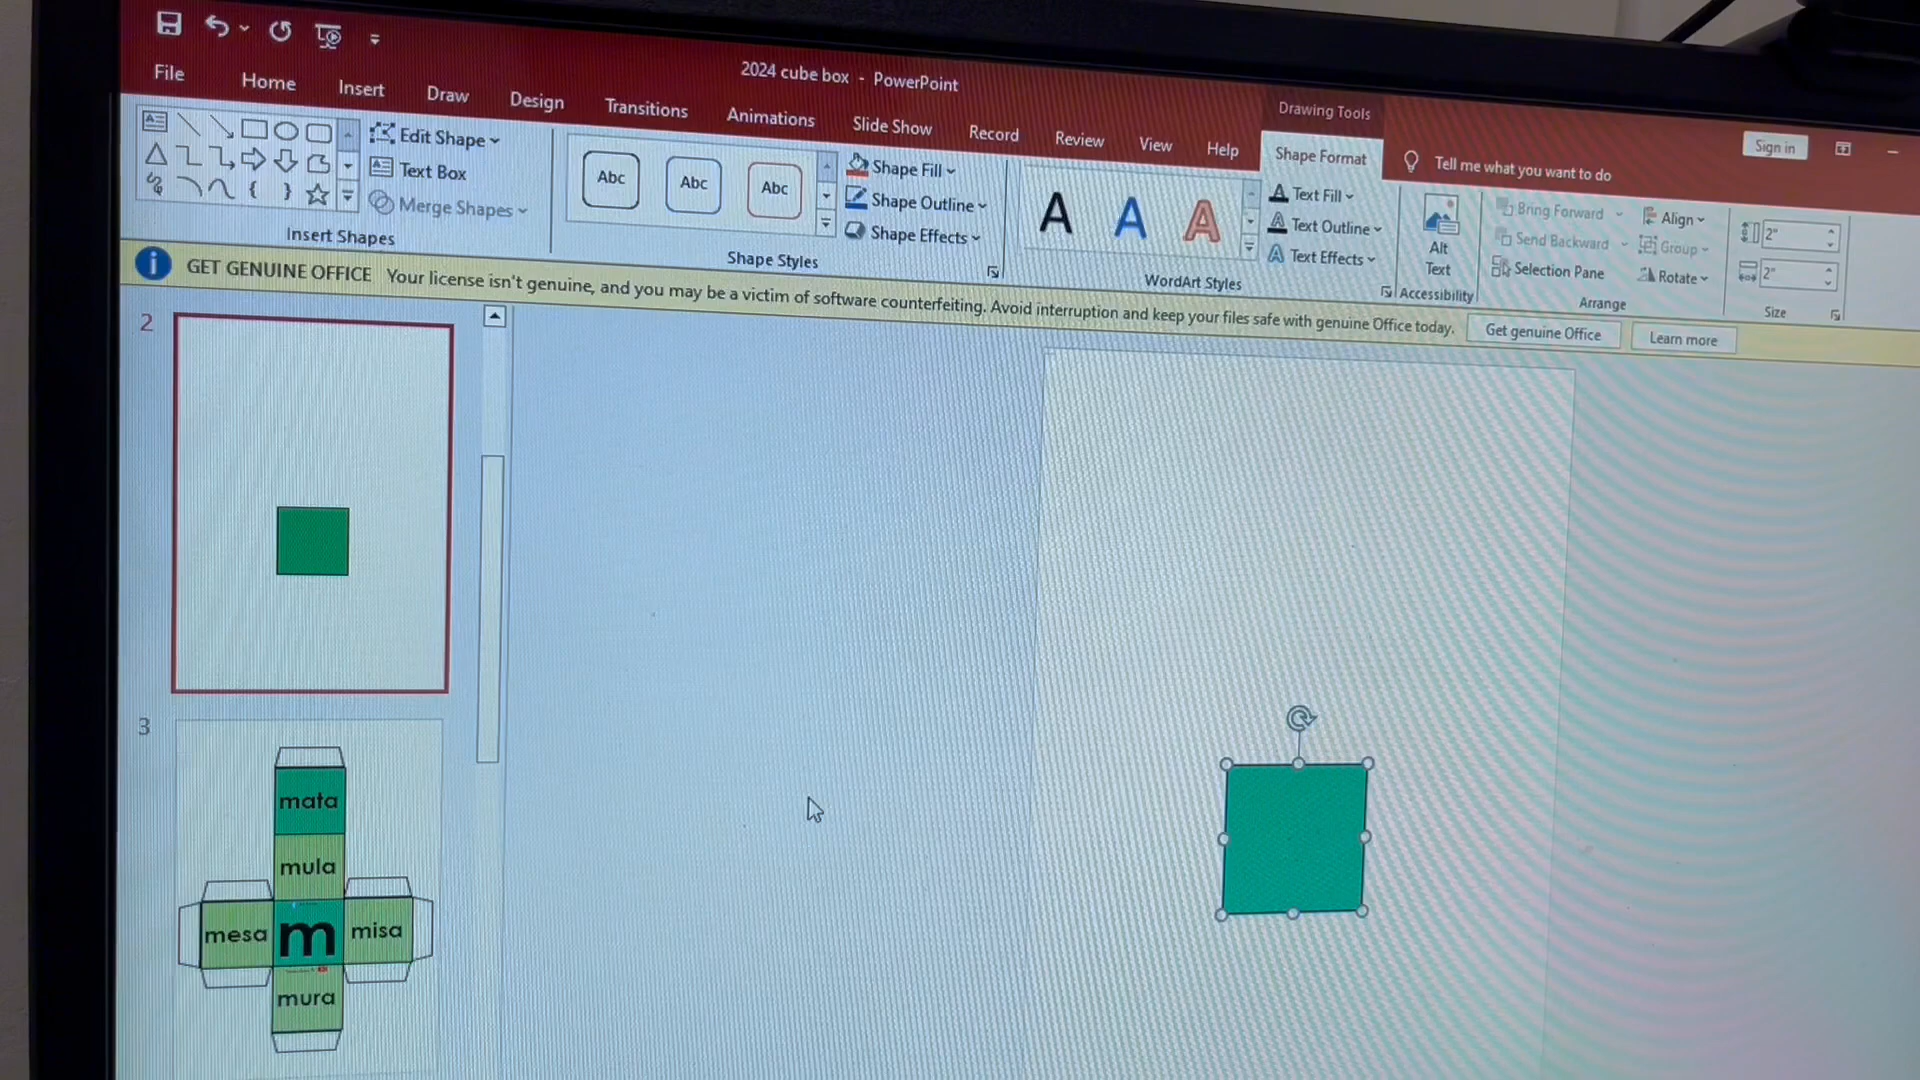 2024 cube box - PowerPoint
Drawing Tools
Sign in
File Home Insert Draw Design Transitions Animations Slide Show Record Review View Help Shape Format Tell me what you want to do
Edit Shape
Text Box
Merge Shapes
Insert Shapes
Abc Abc Abc
Shape Fill
Shape Outline
Shape Effects
Shape Styles
A A A
WordArt Styles
Text Fill
Text Outline
Text Effects
Alt
Text
Accessibility
Bring Forward
Send Backward
Selection Pane
Align
Group
Rotate
Arrange
2"
2"
Size
GET GENUINE OFFICE Your license isn't genuine, and you may be a victim of software counterfeiting. Avoid interruption and keep your files safe with genuine Office today. Get genuine Office Learn more
2
3
mata
mula
mesa m misa
mura